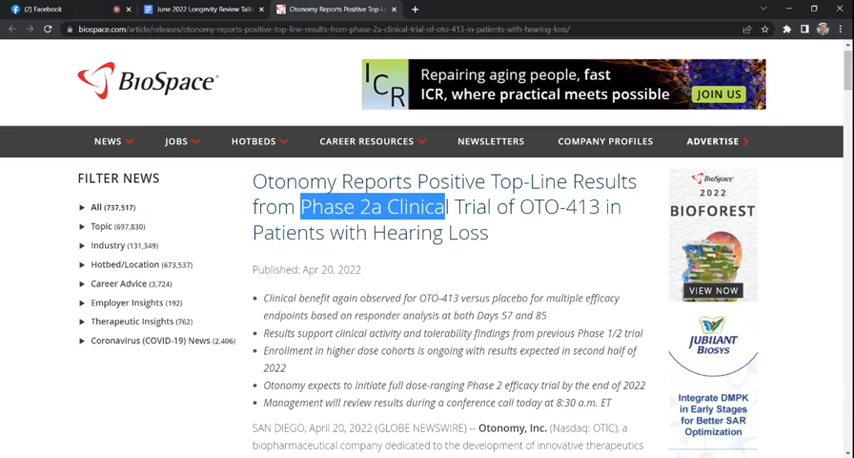 (2) Facebook
June 2022 Longevity Review Tali
Otonomy Reports Positive Top-Li
biospace.com/article/releases/otonomy-reports-positive-top-line-results-from-phase-2a-clinical-trial-of-oto-413-in-patients-with-hearing-loss/
BioSpace
ICR
Repairing aging people, fast
ICR, where practical meets possible
JOIN US
NEWS JOBS HOTBEDS CAREER RESOURCES NEWSLETTERS COMPANY PROFILES ADVERTISE
FILTER NEWS
All (737,517)
Topic (697,830)
Industry (131,349)
Hotbed/Location (673,537)
Career Advice (3,724)
Employer Insights (192)
Therapeutic Insights (762)
Coronavirus (COVID-19) News (2,406)
Otonomy Reports Positive Top-Line Results
from Phase 2a Clinical Trial of OTO-413 in
Patients with Hearing Loss
Published: Apr 20, 2022
Clinical benefit again observed for OTO-413 versus placebo for multiple efficacy
endpoints based on responder analysis at both Days 57 and 85
Results support clinical activity and tolerability findings from previous Phase 1/2 trial
Enrollment in higher dose cohorts is ongoing with results expected in second half of
2022
Otonomy expects to initiate full dose-ranging Phase 2 efficacy trial by the end of 2022
Management will review results during a conference call today at 8:30 a.m. ET
SAN DIEGO, April 20, 2022 (GLOBE NEWSWIRE) -- Otonomy, Inc. (Nasdaq: OTIC), a
biopharmaceutical company dedicated to the development of innovative therapeutics
BioSpace
2022
BIOFOREST
VIEW NOW
JUBILANT
BIOSYS
Integrate DMPK
in Early Stages
for Better SAR
Optimization